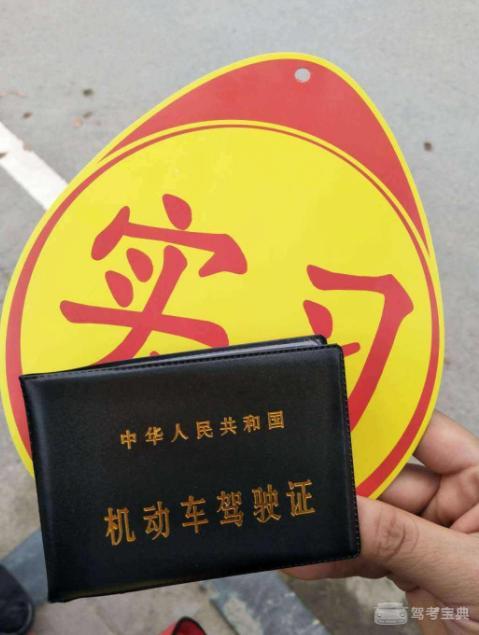 实习
中华人民共和国
机动车驾驶证
驾考宝典